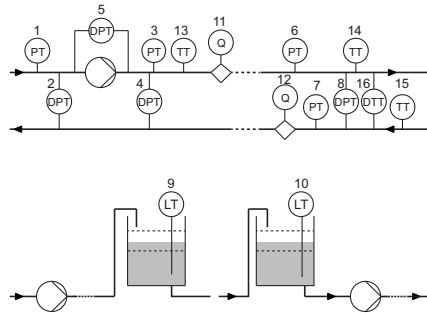 5
11
1 DPT 3 13 6 14
PT PT TT Q PT TT
12
2 4 7 8 16 15
DPT DPT Q PT DPT DTT TT
9 10
LT LT